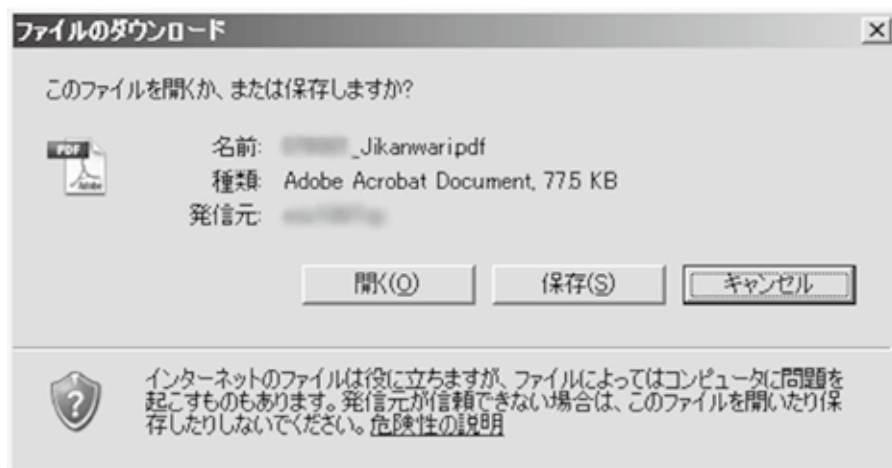 ファイルのダウンロード
このファイルを開くか、または保存しますか?
PDF
Adobe
名前: _Jikanwari.pdf
種類: Adobe Acrobat Document, 77.5 KB
発信元:
開く(O) 保存(S) キャンセル
インターネットのファイルは役に立ちますが、ファイルによってはコンピュータに問題を
起こすものもあります。発信元が信頼できない場合は、このファイルを開いたり保
存したりしないでください。危険性の説明